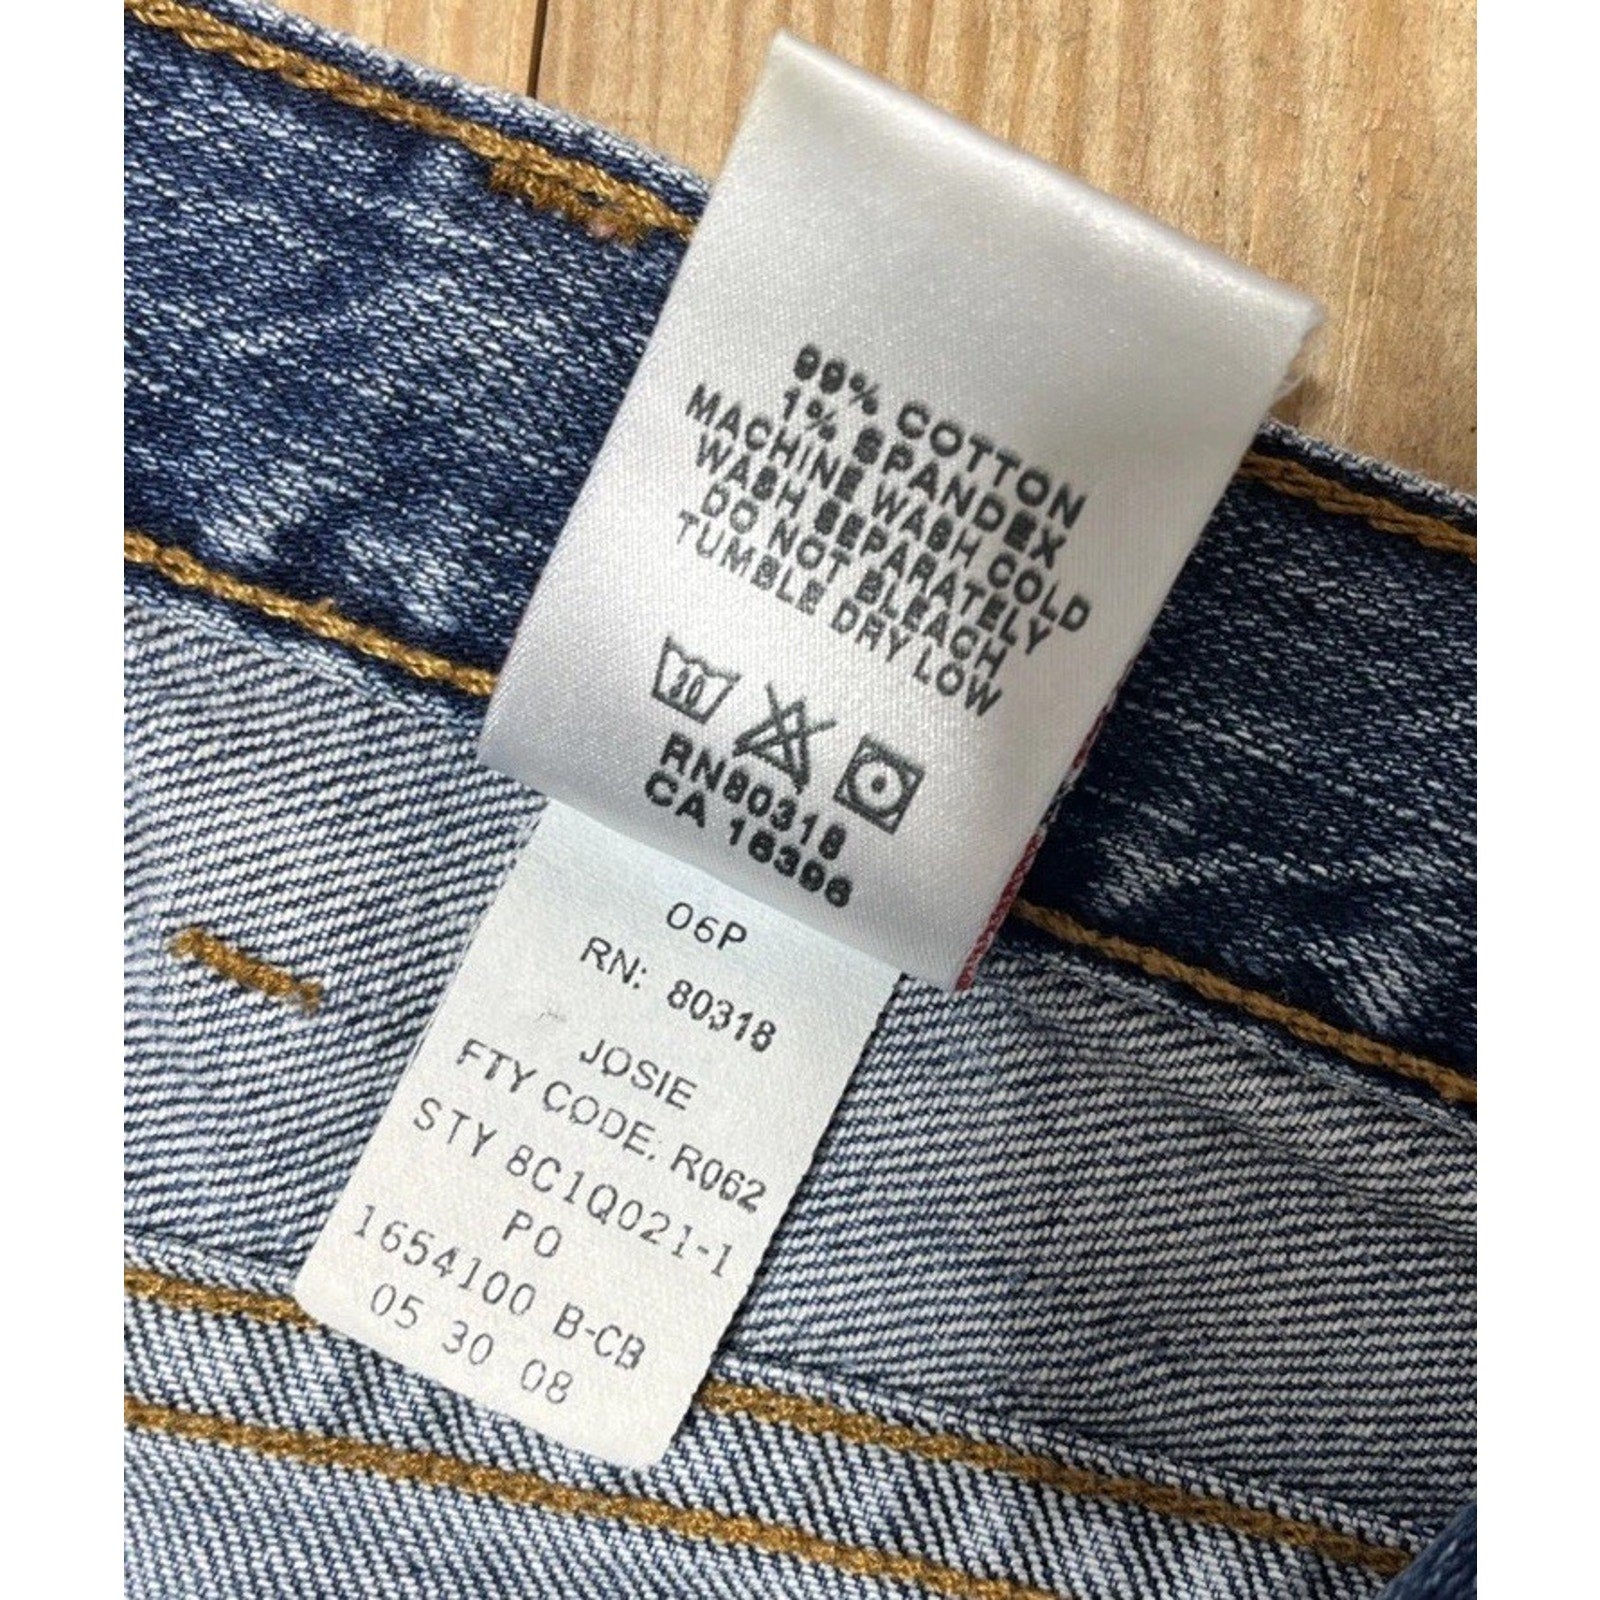 99% COTTON
1% SPANDEX
MACHINE WASH COLD
WASH SEPARATELY
DO NOT BLEACH
TUMBLE DRY LOW
30
RN80318
CA 16396
06P
RN: 80318
JOSIE
FTY CODE: R062
STY 8C1Q021-1
PO
1654100 B-CB
05 30 08